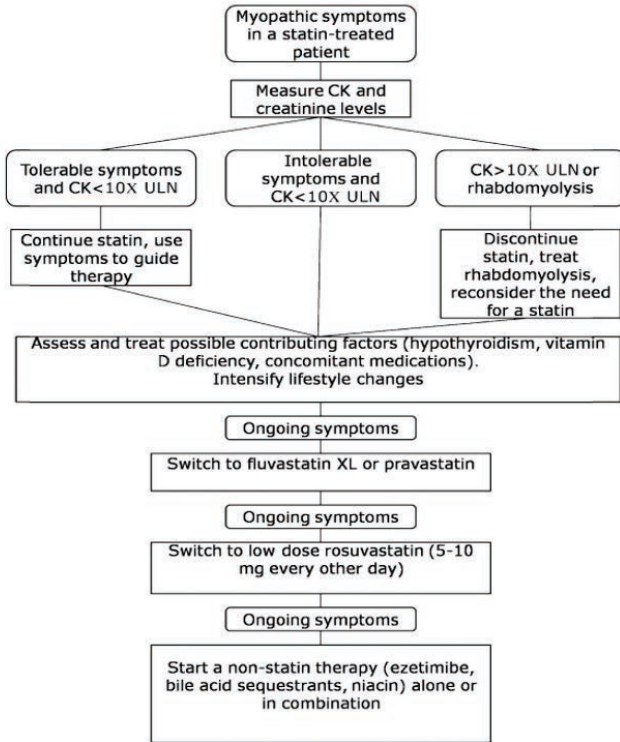 Myopathic symptoms
in a statin-treated
patient
Measure CK and
creatinine levels
Tolerable symptoms
and CK<10X ULN
Intolerable
symptoms and
CK<10X ULN
CK>10X ULN or
rhabdomyolysis
Continue statin, use
symptoms to guide
therapy
Discontinue
statin, treat
rhabdomyolysis,
reconsider the need
for a statin
Assess and treat possible contributing factors (hypothyroidism, vitamin
D deficiency, concomitant medications).
Intensify lifestyle changes
Ongoing symptoms
Switch to fluvastatin XL or pravastatin
Ongoing symptoms
Switch to low dose rosuvastatin (5-10
mg every other day)
Ongoing symptoms
Start a non-statin therapy (ezetimibe,
bile acid sequestrants, niacin) alone or
in combination